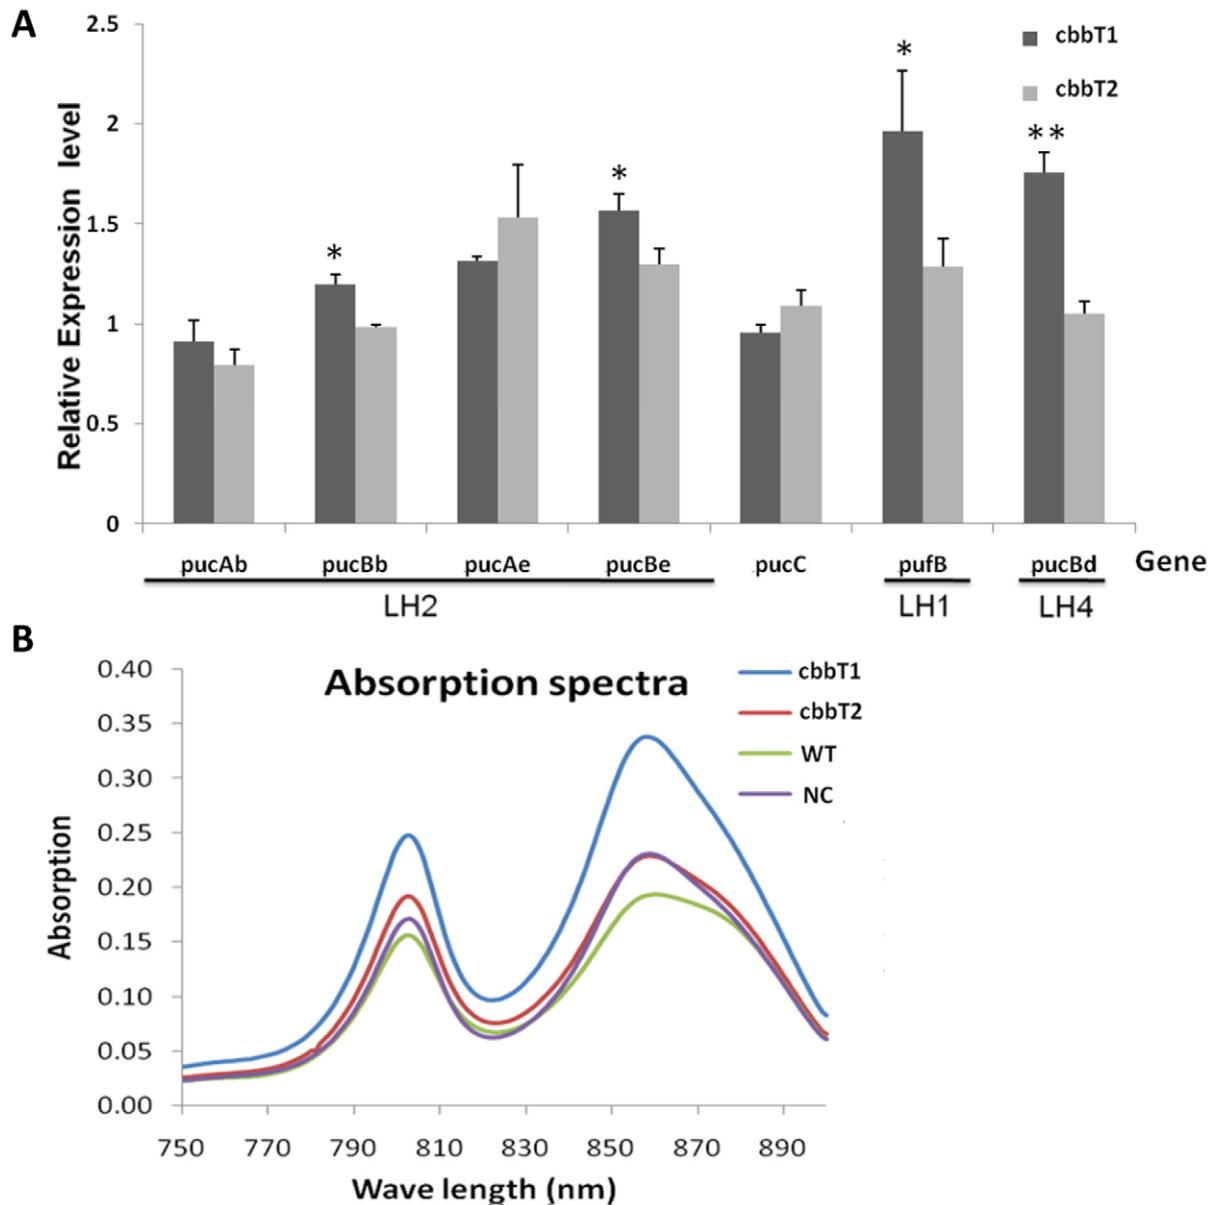 A
2.5
2
1.5
1
0.5
0
Relative Expression level
cbbT1
cbbT2
*
*
*
**
pucAb pucBb pucAe pucBe pucC pufB pucBd Gene
LH2 LH1 LH4
B
Absorption spectra
cbbT1
cbbT2
WT
NC
0.40
0.35
0.30
0.25
0.20
0.15
0.10
0.05
0.00
Absorption
750 770 790 810 830 850 870 890
Wave length (nm)